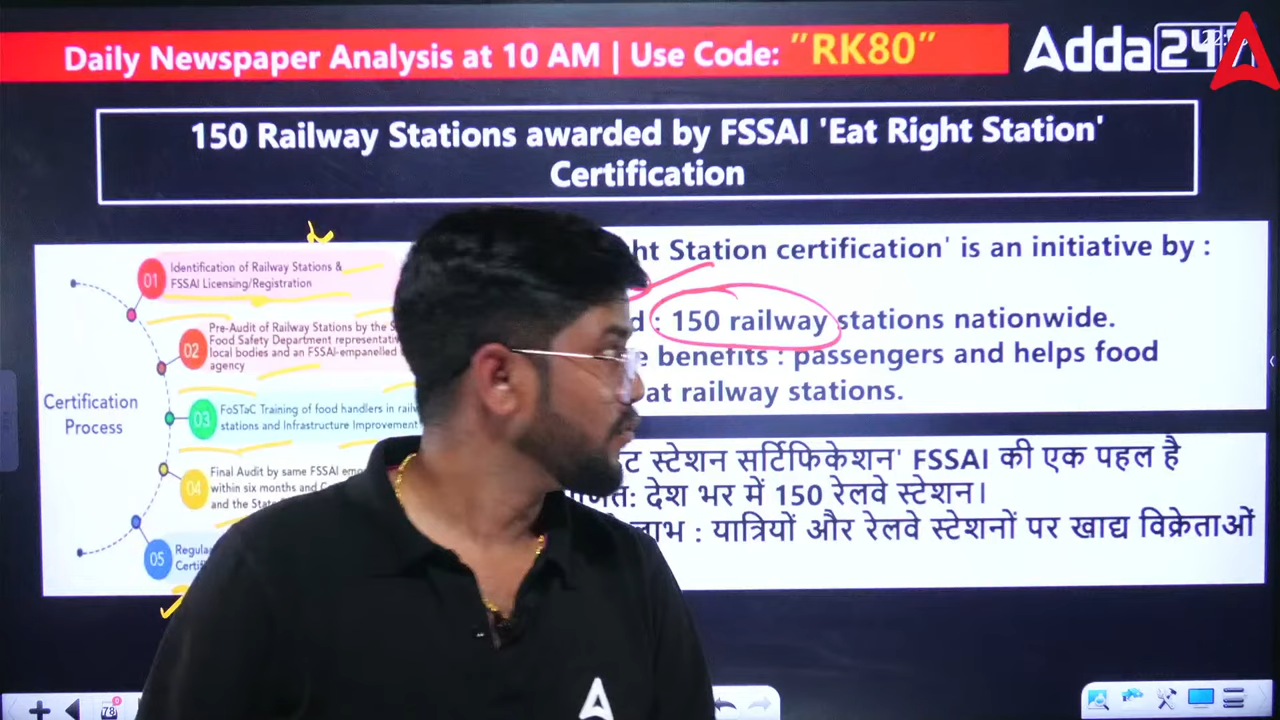 Daily Newspaper Analysis at 10 AM | Use Code: "RK80"
Adda247
150 Railway Stations awarded by FSSAI 'Eat Right Station'
Certification
Certification
Process
01
Identification of Railway Stations &
FSSAI Licensing/Registration
02
Pre-Audit of Railway Stations by the
Food Safety Department
local bodies and an FSSAI-empanelled
agency
03
FoSTaC Training of food handlers in
stations and Infrastructure Improvement
04
Final Audit by same FSSAI
within six months and
and the
05
Station certification' is an initiative by :
: 150 railway stations nationwide.
benefits : passengers and helps food
at railway stations.
स्टेशन सर्टिफिकेशन' FSSAI की एक पहल है
देश भर में 150 रेलवे स्टेशन।
: यात्रियों और रेलवे स्टेशनों पर खाद्य विक्रेताओं
78